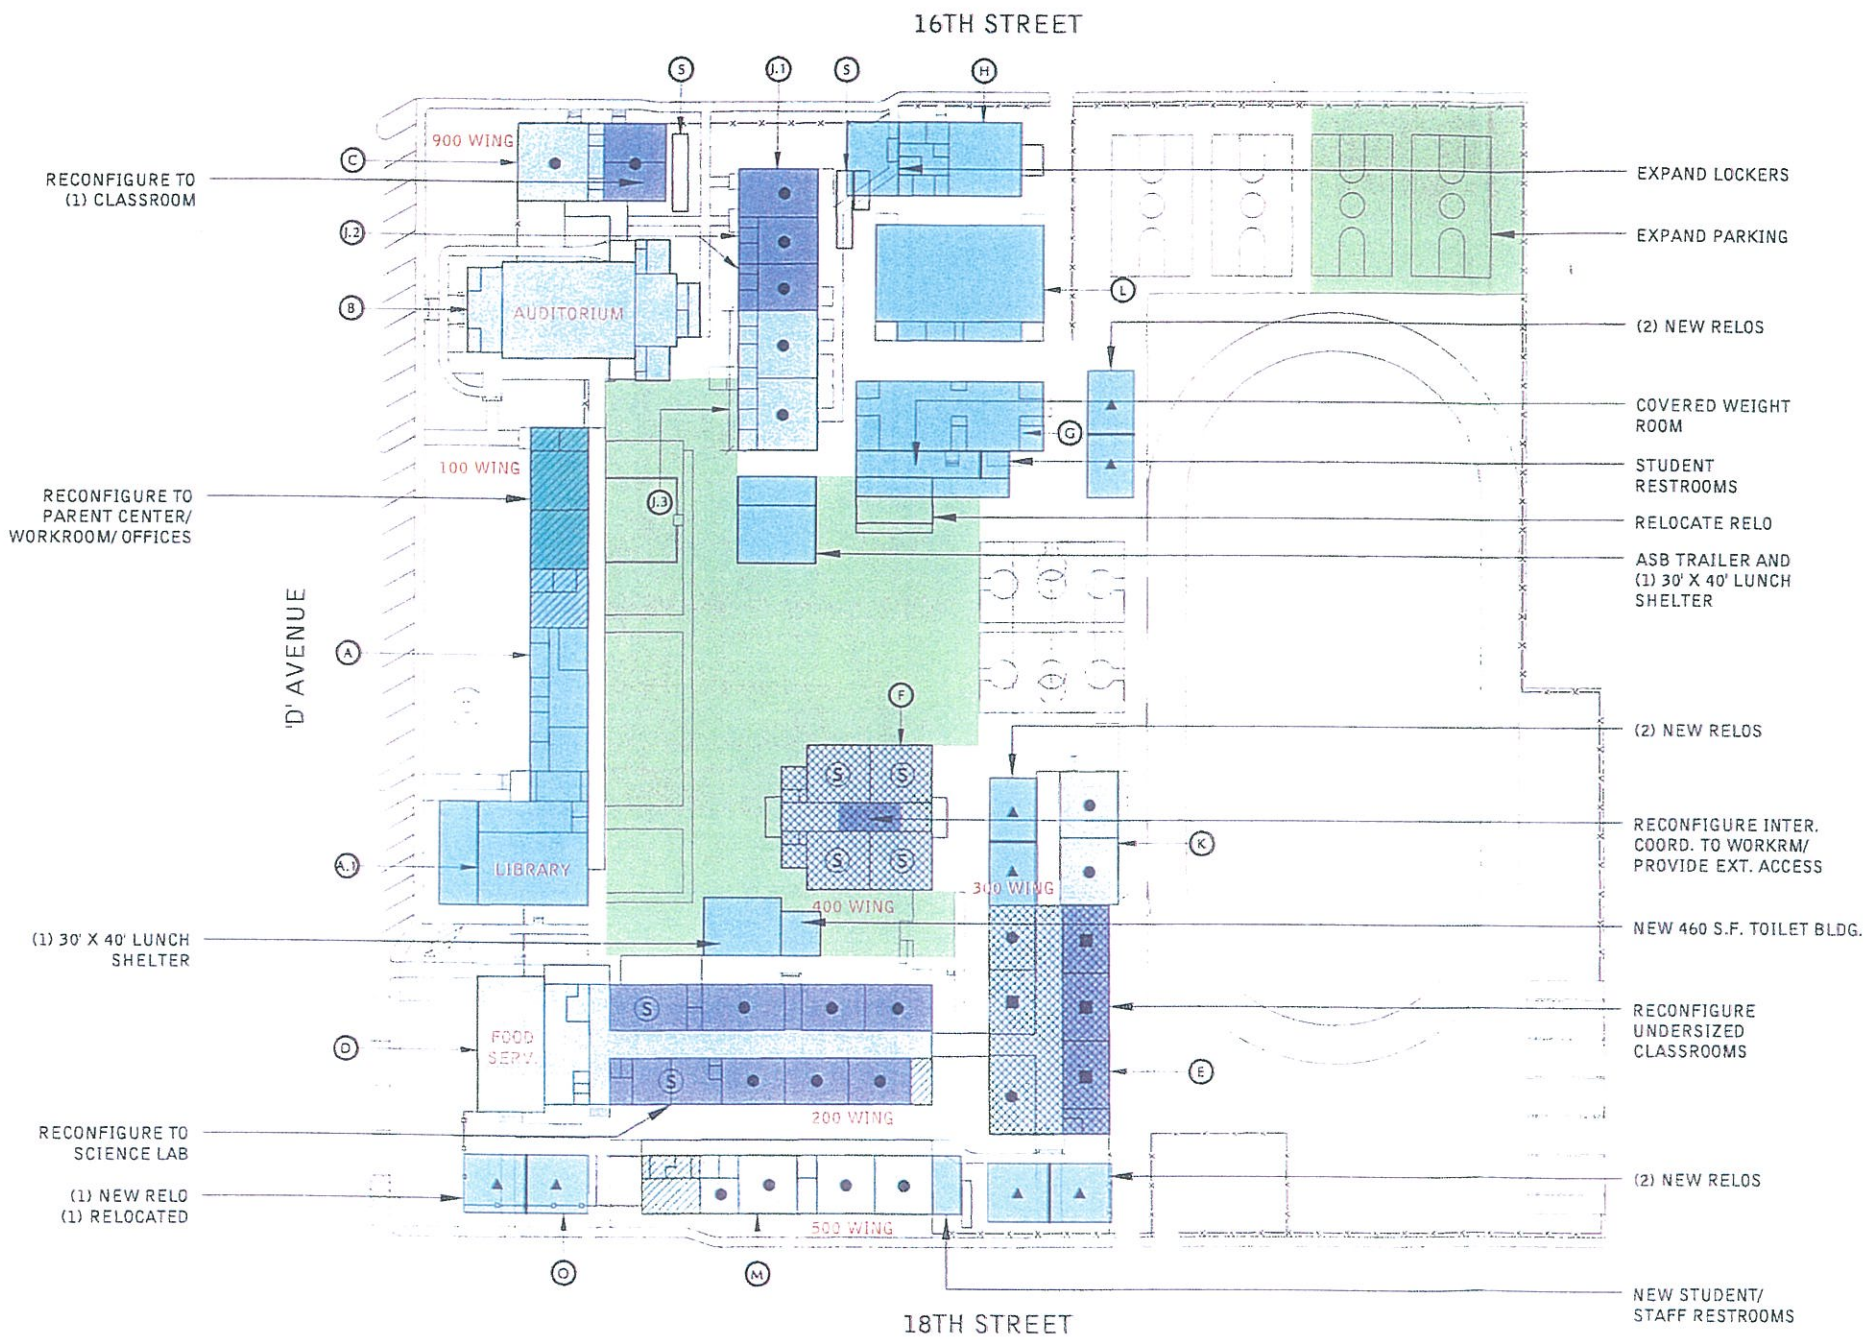 16TH STREET
S
J.1
S
H
900 WING
C
RECONFIGURE TO
(1) CLASSROOM
EXPAND LOCKERS
J.2
EXPAND PARKING
B
AUDITORIUM
L
(2) NEW RELOS
COVERED WEIGHT
ROOM
G
100 WING
STUDENT
RESTROOMS
RECONFIGURE TO
PARENT CENTER/
WORKROOM/ OFFICES
J.3
RELOCATE RELO
ASB TRAILER AND
(1) 30' X 40' LUNCH
SHELTER
'D' AVENUE
A
F
(2) NEW RELOS
S
S
RECONFIGURE INTER.
COORD. TO WORKRM/
PROVIDE EXT. ACCESS
K
S
S
A.1
LIBRARY
300 WING
400 WING
NEW 460 S.F. TOILET BLDG.
(1) 30' X 40' LUNCH
SHELTER
S
RECONFIGURE
UNDERSIZED
CLASSROOMS
D
FOOD
SERV.
S
E
200 WING
RECONFIGURE TO
SCIENCE LAB
(2) NEW RELOS
(1) NEW RELO
(1) RELOCATED
500 WING
O
M
NEW STUDENT/
STAFF RESTROOMS
18TH STREET